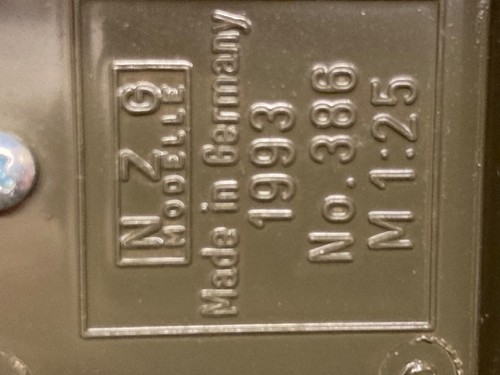 NZG
MODELLE
Made in Germany
1993
No. 386
M 1:25